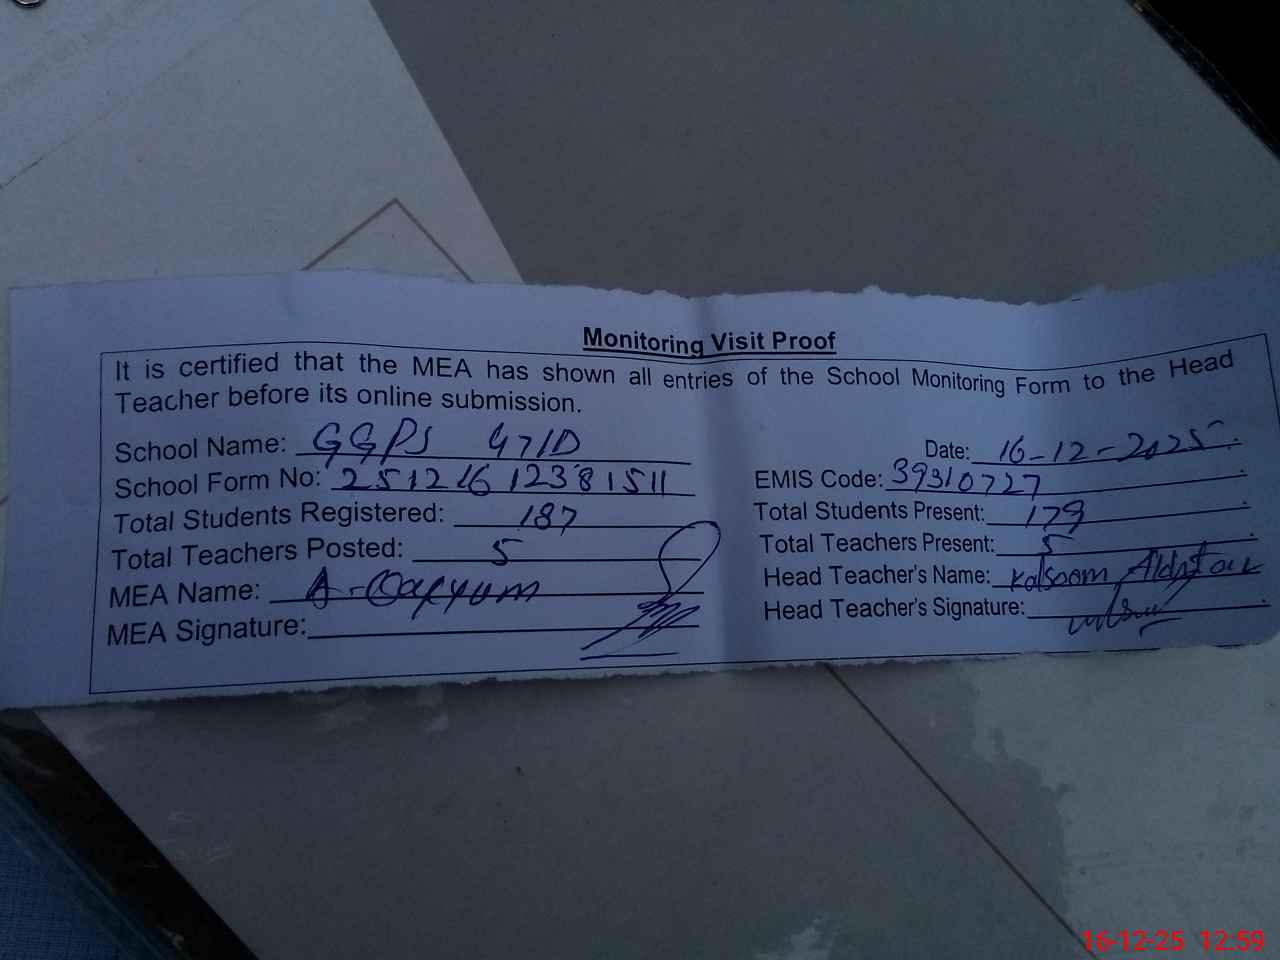 Monitoring Visit Proof
It is certified that the MEA has shown all entries of the School Monitoring Form to the Head
Teacher before its online submission.
School Name: GGPS 471D
Date: 16-12-2025
School Form No: 25121612381511
EMIS Code: 39310727
Total Students Registered: 187
Total Students Present: 179
Total Teachers Posted: 5
Total Teachers Present: 5
MEA Name: A-Qayyum
Head Teacher's Name: Kalsoom
MEA Signature:
Head Teacher's Signature:
16-12-25 12:59